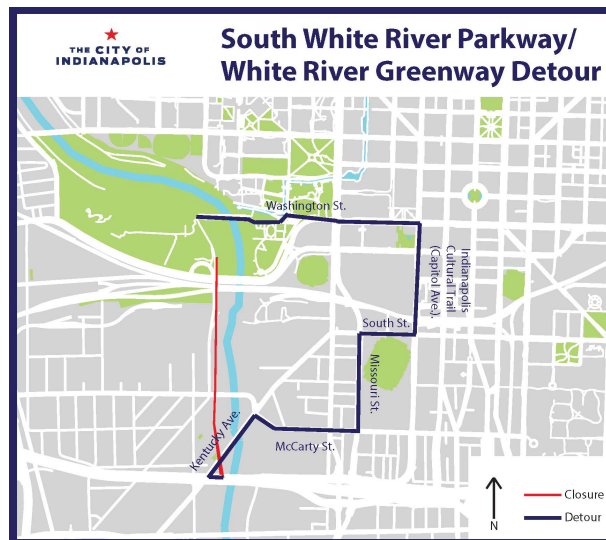 THE CITY OF
INDIANAPOLIS
South White River Parkway/
White River Greenway Detour
Washington St.
Indianapolis
Cultural Trail
(Capitol Ave.).
South St.
Missouri St.
Kentucky Ave.
McCarty St.
N
Closure
Detour